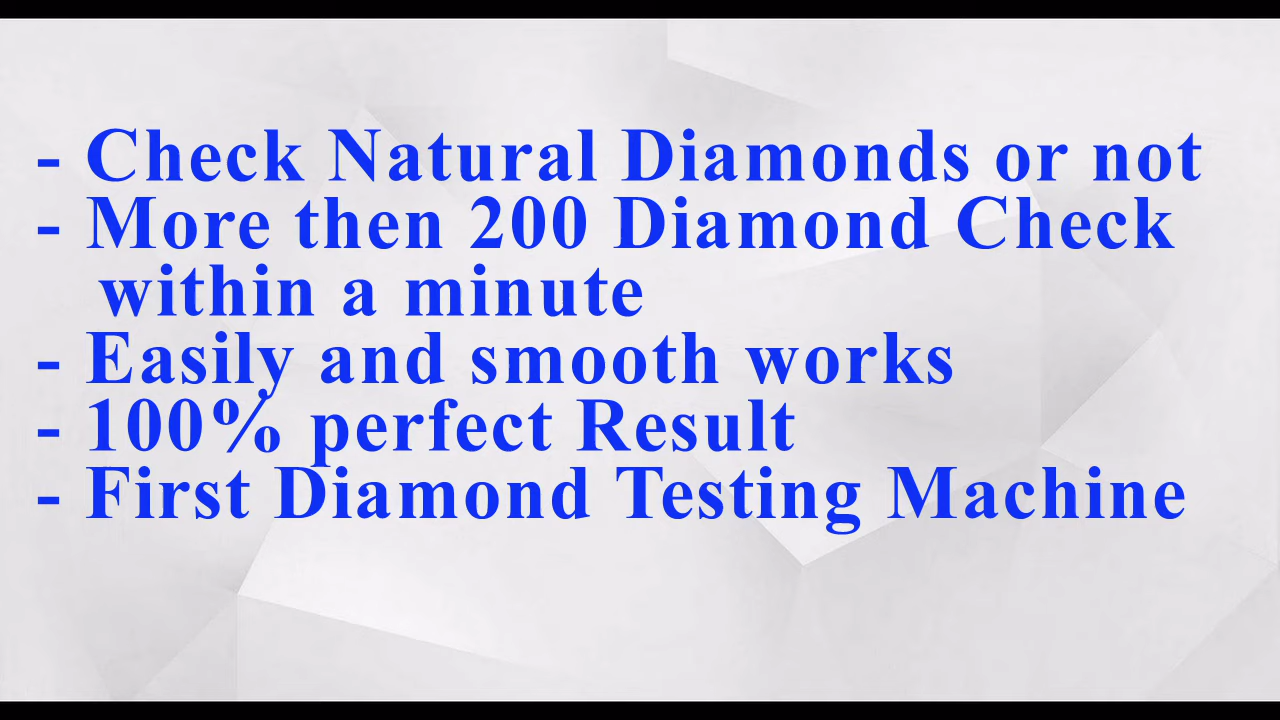 - Check Natural Diamonds or not
- More then 200 Diamond Check
within a minute
- Easily and smooth works
- 100% perfect Result
- First Diamond Testing Machine